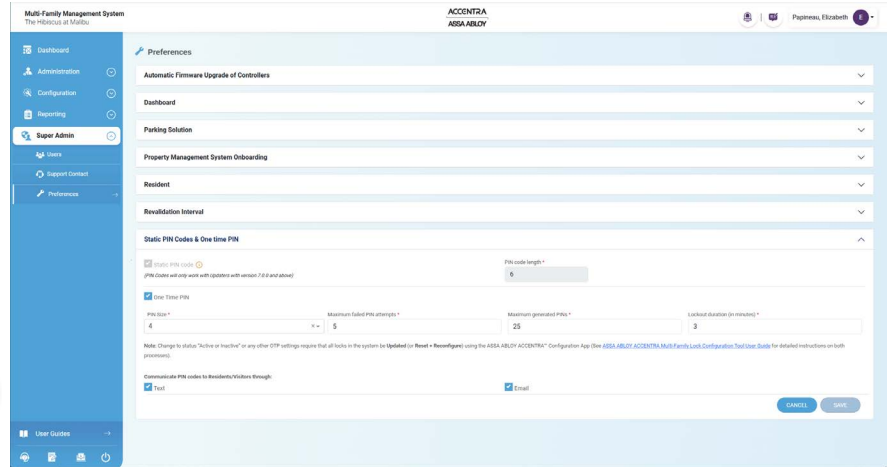 Multi-Family Management System
The Hibiscus at Malibu
ACCENTRA
ASSA ABLOY
Papineau, Elizabeth
E
Dashboard
Administration
Configuration
Reporting
Super Admin
Users
Support Contact
Preferences
User Guides
Preferences
Automatic Firmware Upgrade of Controllers
Dashboard
Parking Solution
Property Management System Onboarding
Resident
Revalidation Interval
Static PIN Codes & One time PIN
Static PIN code
(PIN Codes will only work with Updaters with version 7.0.0 and above)
PIN code length *
6
One Time PIN
PIN Size * Maximum failed PIN attempts * Maximum generated PINs * Lockout duration (in minutes) *
4 5 25 3
Note: Change to status "Active or Inactive" or any other OTP settings require that all locks in the system be Updated (or Reset + Reconfigure) using the ASSA ABLOY ACCENTRA™ Configuration App (See ASSA ABLOY ACCENTRA Multi-Family Lock Configuration Tool User Guide for detailed instructions on both
processes).
Communicate PIN codes to Residents/Visitors through:
Text Email
CANCEL SAVE